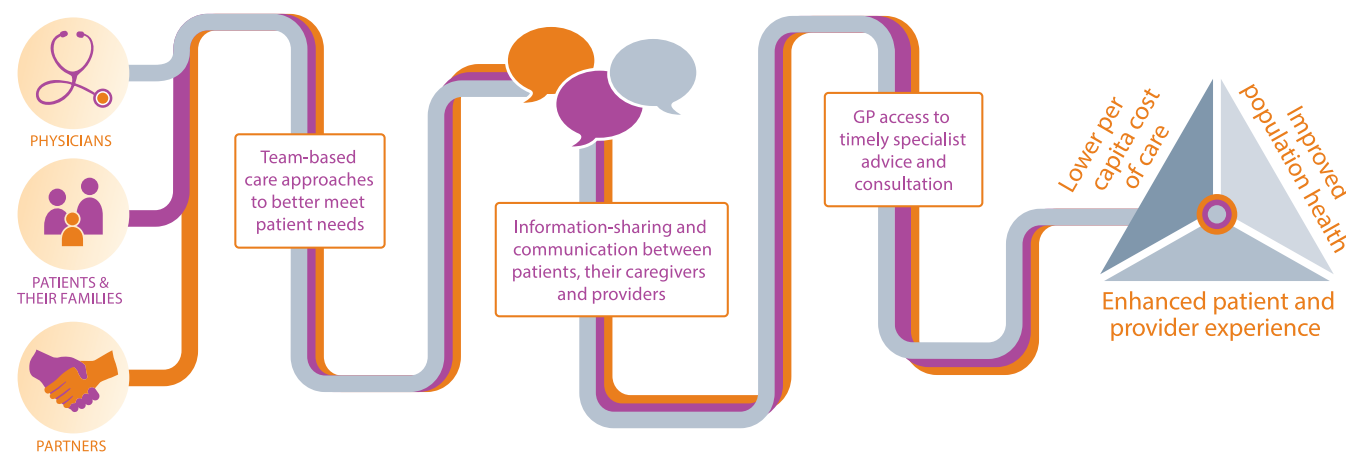 PHYSICIANS
PATIENTS &
THEIR FAMILIES
PARTNERS
Team-based
care approaches
to better meet
patient needs
Information-sharing and
communication between
patients, their caregivers
and providers
GP access to
timely specialist
advice and
consultation
Lower per
capita cost
of care
Improved
population health
Enhanced patient and
provider experience